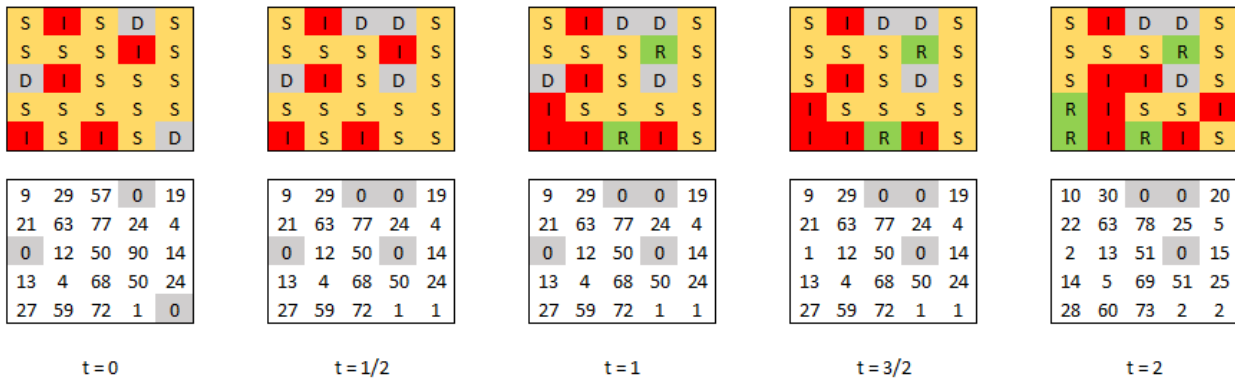 S I S D S S I D D S S I D D S S I D D S S I D D S
S S S I S S S S I S S S S R S S S S R S S S S R S
D I S S S D I S D S D I S D S S I S D S S I I D S
S S S S S S S S S S I S S S S I S S S S R I S S I
I S I S D I S I S S I I R I S I I R I S R I R I S
9 29 57 0 19 9 29 0 0 19 9 29 0 0 19 9 29 0 0 19 10 30 0 0 20
21 63 77 24 4 21 63 77 24 4 21 63 77 24 4 21 63 77 24 4 22 63 78 25 5
0 12 50 90 14 0 12 50 0 14 0 12 50 0 14 1 12 50 0 14 2 13 51 0 15
13 4 68 50 24 13 4 68 50 24 13 4 68 50 24 13 4 68 50 24 14 5 69 51 25
27 59 72 1 0 27 59 72 1 1 27 59 72 1 1 27 59 72 1 1 28 60 73 2 2
t = 0 t = 1/2 t = 1 t = 3/2 t = 2